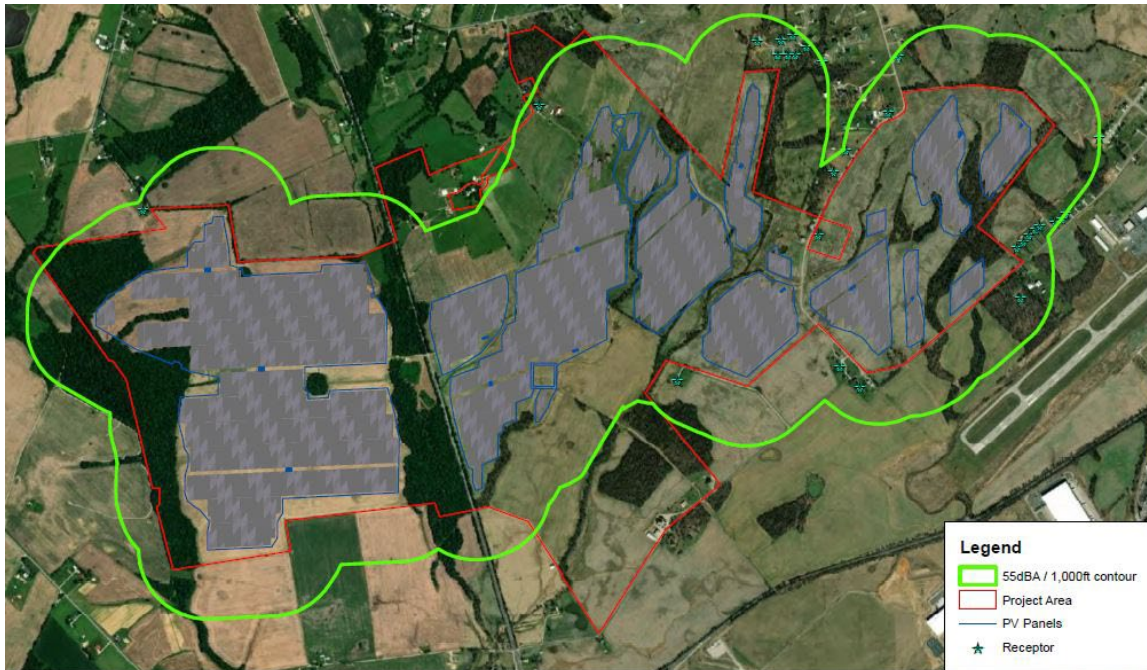 Legend
55dBA / 1,000ft contour
Project Area
PV Panels
Receptor